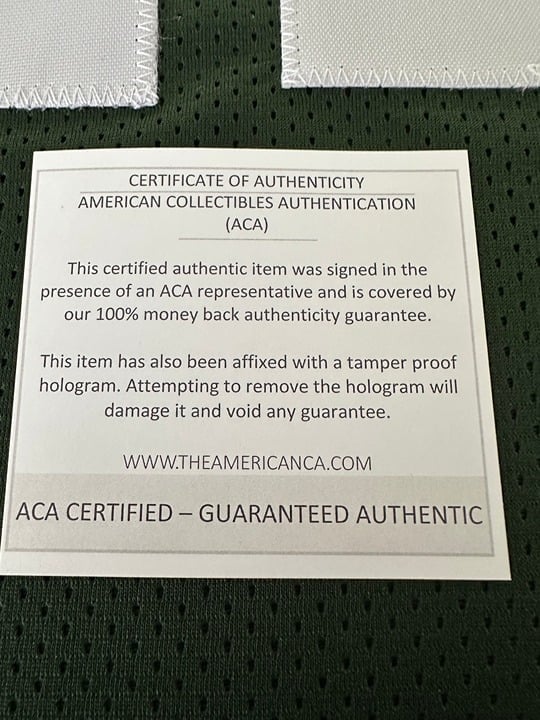 CERTIFICATE OF AUTHENTICITY
AMERICAN COLLECTIBLES AUTHENTICATION
(ACA)
This certified authentic item was signed in the
presence of an ACA representative and is covered by
our 100% money back authenticity guarantee.
This item has also been affixed with a tamper proof
hologram. Attempting to remove the hologram will
damage it and void any guarantee.
WWW.THEAMERICANCA.COM
ACA CERTIFIED – GUARANTEED AUTHENTIC